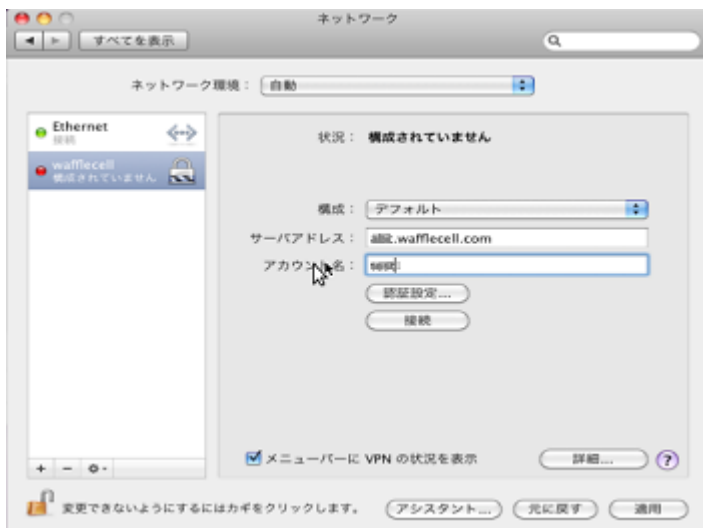 ネットワーク
すべてを表示
ネットワーク環境： 自動
Ethernet
接続
wafflecell
構成されていません
状況： 構成されていません
構成： デフォルト
サーバアドレス： .wafflecell.com
アカウント名：
認証設定...
接続
メニューバーに VPN の状況を表示
詳細...
?
変更できないようにするにはカギをクリックします。
アシスタント...
元に戻す
適用